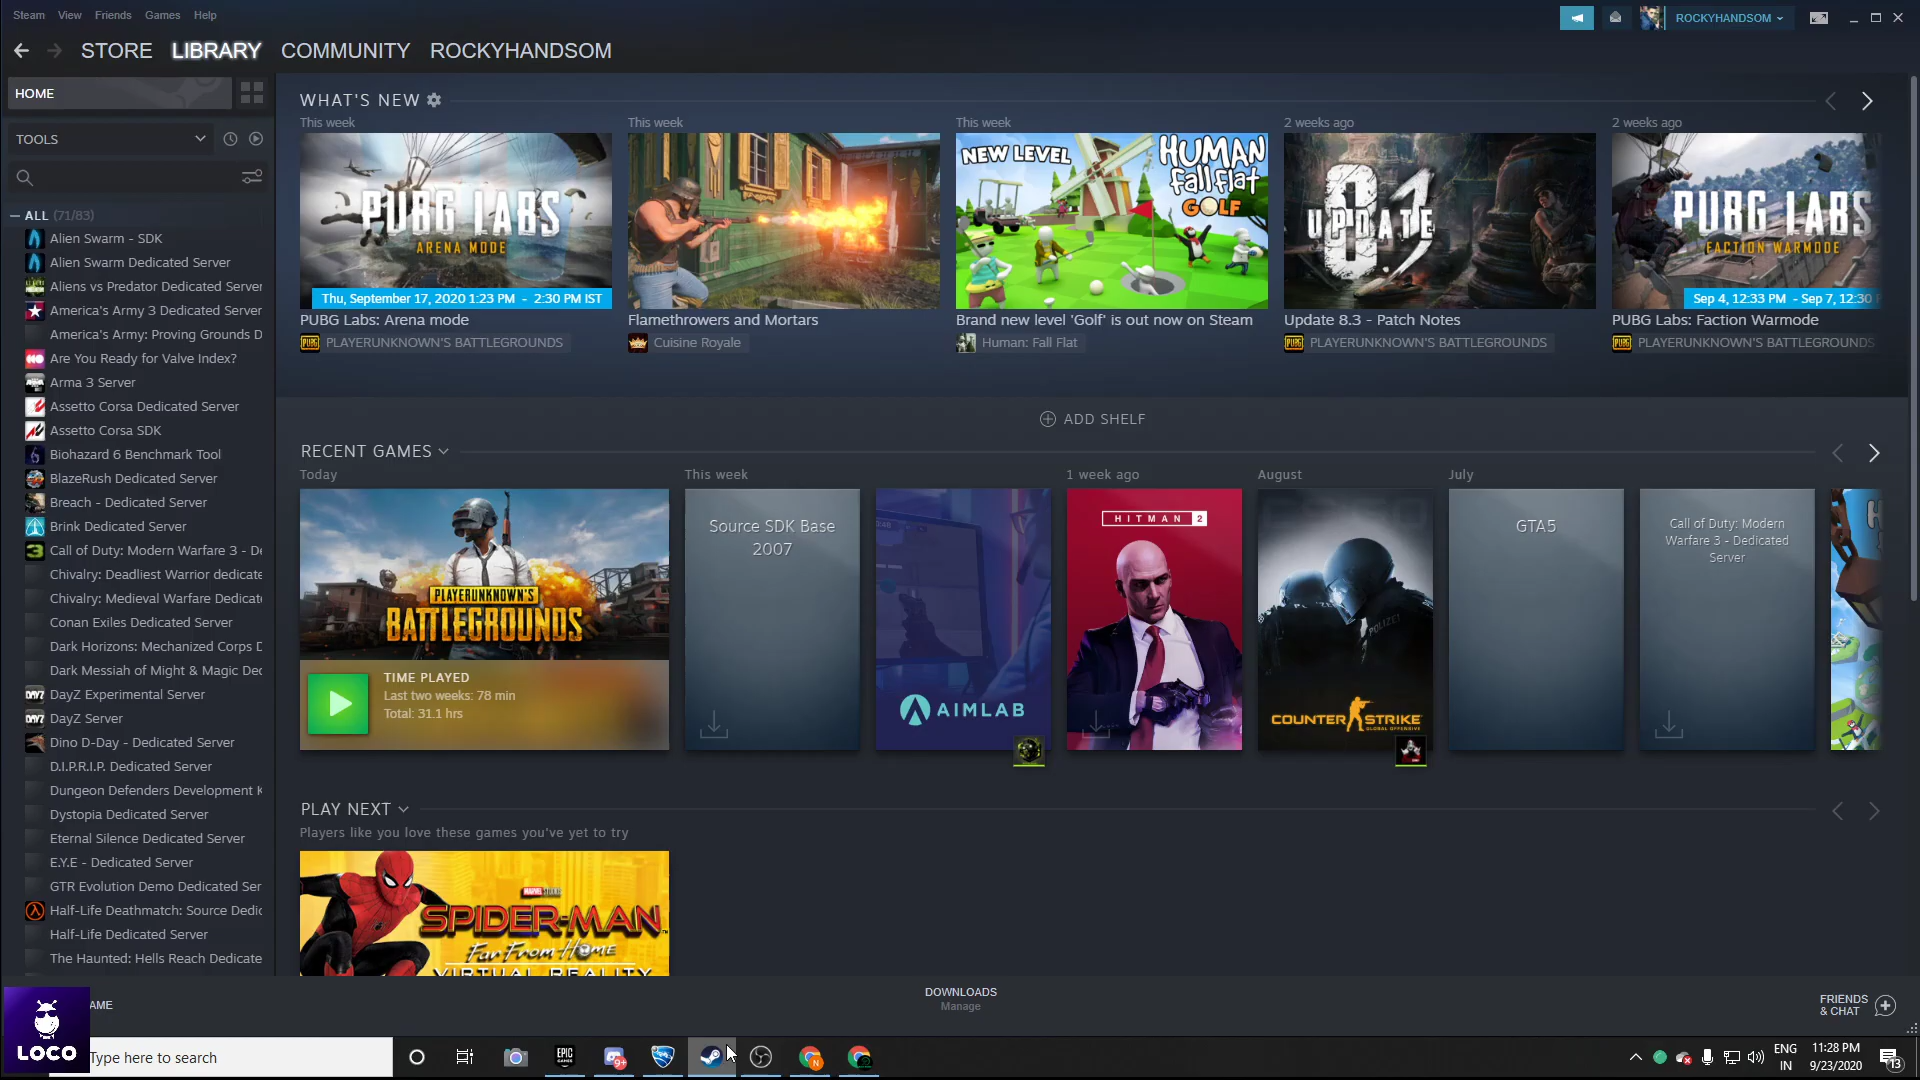 Steam View Friends Games Help
ROCKYHANDSOM
STORE LIBRARY COMMUNITY ROCKYHANDSOM
HOME
TOOLS
ALL (71/83)
Alien Swarm - SDK
Alien Swarm Dedicated Server
Aliens vs Predator Dedicated Server
America's Army 3 Dedicated Server
America's Army: Proving Grounds D
Are You Ready for Valve Index?
Arma 3 Server
Assetto Corsa Dedicated Server
Assetto Corsa SDK
Biohazard 6 Benchmark Tool
BlazeRush Dedicated Server
Breach - Dedicated Server
Brink Dedicated Server
Call of Duty: Modern Warfare 3 - De
Chivalry: Deadliest Warrior dedicate
Chivalry: Medieval Warfare Dedicat
Conan Exiles Dedicated Server
Dark Horizons: Mechanized Corps D
Dark Messiah of Might & Magic Dec
DayZ Experimental Server
DayZ Server
Dino D-Day - Dedicated Server
D.I.P.R.I.P. Dedicated Server
Dungeon Defenders Development K
Dystopia Dedicated Server
Eternal Silence Dedicated Server
E.Y.E - Dedicated Server
GTR Evolution Demo Dedicated Ser
Half-Life Deathmatch: Source Dedic
Half-Life Dedicated Server
The Haunted: Hells Reach Dedicate
WHAT'S NEW
This week
PUBG LABS
ARENA MODE
Thu, September 17, 2020 1:23 PM - 2:30 PM IST
PUBG Labs: Arena mode
PLAYERUNKNOWN'S BATTLEGROUNDS
This week
Flamethrowers and Mortars
Cuisine Royale
This week
NEW LEVEL
HUMAN
fall flat
GOLF
Brand new level 'Golf' is out now on Steam
Human: Fall Flat
2 weeks ago
UPDATE
8.1
Update 8.3 - Patch Notes
PLAYERUNKNOWN'S BATTLEGROUNDS
2 weeks ago
PUBG LABS
FACTION WARMODE
Sep 4, 12:33 PM - Sep 7, 12:30 P
PUBG Labs: Faction Warmode
PLAYERUNKNOWN'S BATTLEGROUNDS
ADD SHELF
RECENT GAMES
Today
PLAYERUNKNOWN'S
BATTLEGROUNDS
TIME PLAYED
Last two weeks: 78 min
Total: 31.1 hrs
This week
Source SDK Base
2007
AIMLAB
1 week ago
HITMAN 2
August
POLIZEI
COUNTER STRIKE
GLOBAL OFFENSIVE
July
GTA5
Call of Duty: Modern
Warfare 3 - Dedicated
Server
PLAY NEXT
Players like you love these games you've yet to try
MARVEL STUDIOS
SPIDER-MAN
Far From Home
VIRTUAL REALITY
AME
DOWNLOADS
Manage
FRIENDS
& CHAT
LOCO
Type here to search
EPIC
GAMES
9+
N
ENG
IN
11:28 PM
9/23/2020
13